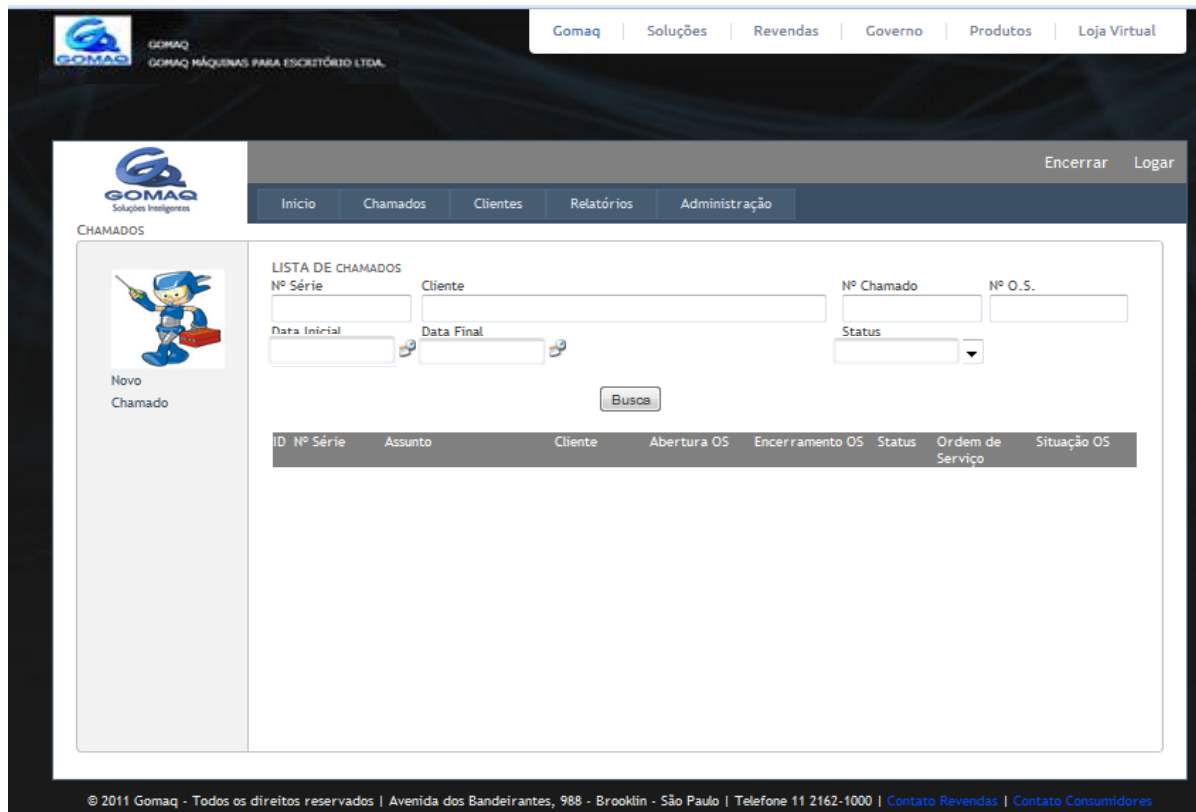 GOMAQ
GOMAQ
GOMAQ MÁQUINAS PARA ESCRITÓRIO LTDA.
Gomaq | Soluções | Revendas | Governo | Produtos | Loja Virtual
Encerrar Logar
GOMAQ
Soluções Inteligentes
Inicio Chamados Clientes Relatórios Administração
CHAMADOS
LISTA DE CHAMADOS
Nº Série Cliente Nº Chamado Nº O.S.
Data Inicial Data Final Status
Novo
Chamado
Busca
ID Nº Série Assunto Cliente Abertura OS Encerramento OS Status Ordem de Situação OS
Serviço
© 2011 Gomaq - Todos os direitos reservados | Avenida dos Bandeirantes, 988 - Brooklin - São Paulo | Telefone 11 2162-1000 | Contato Revendas | Contato Consumidores